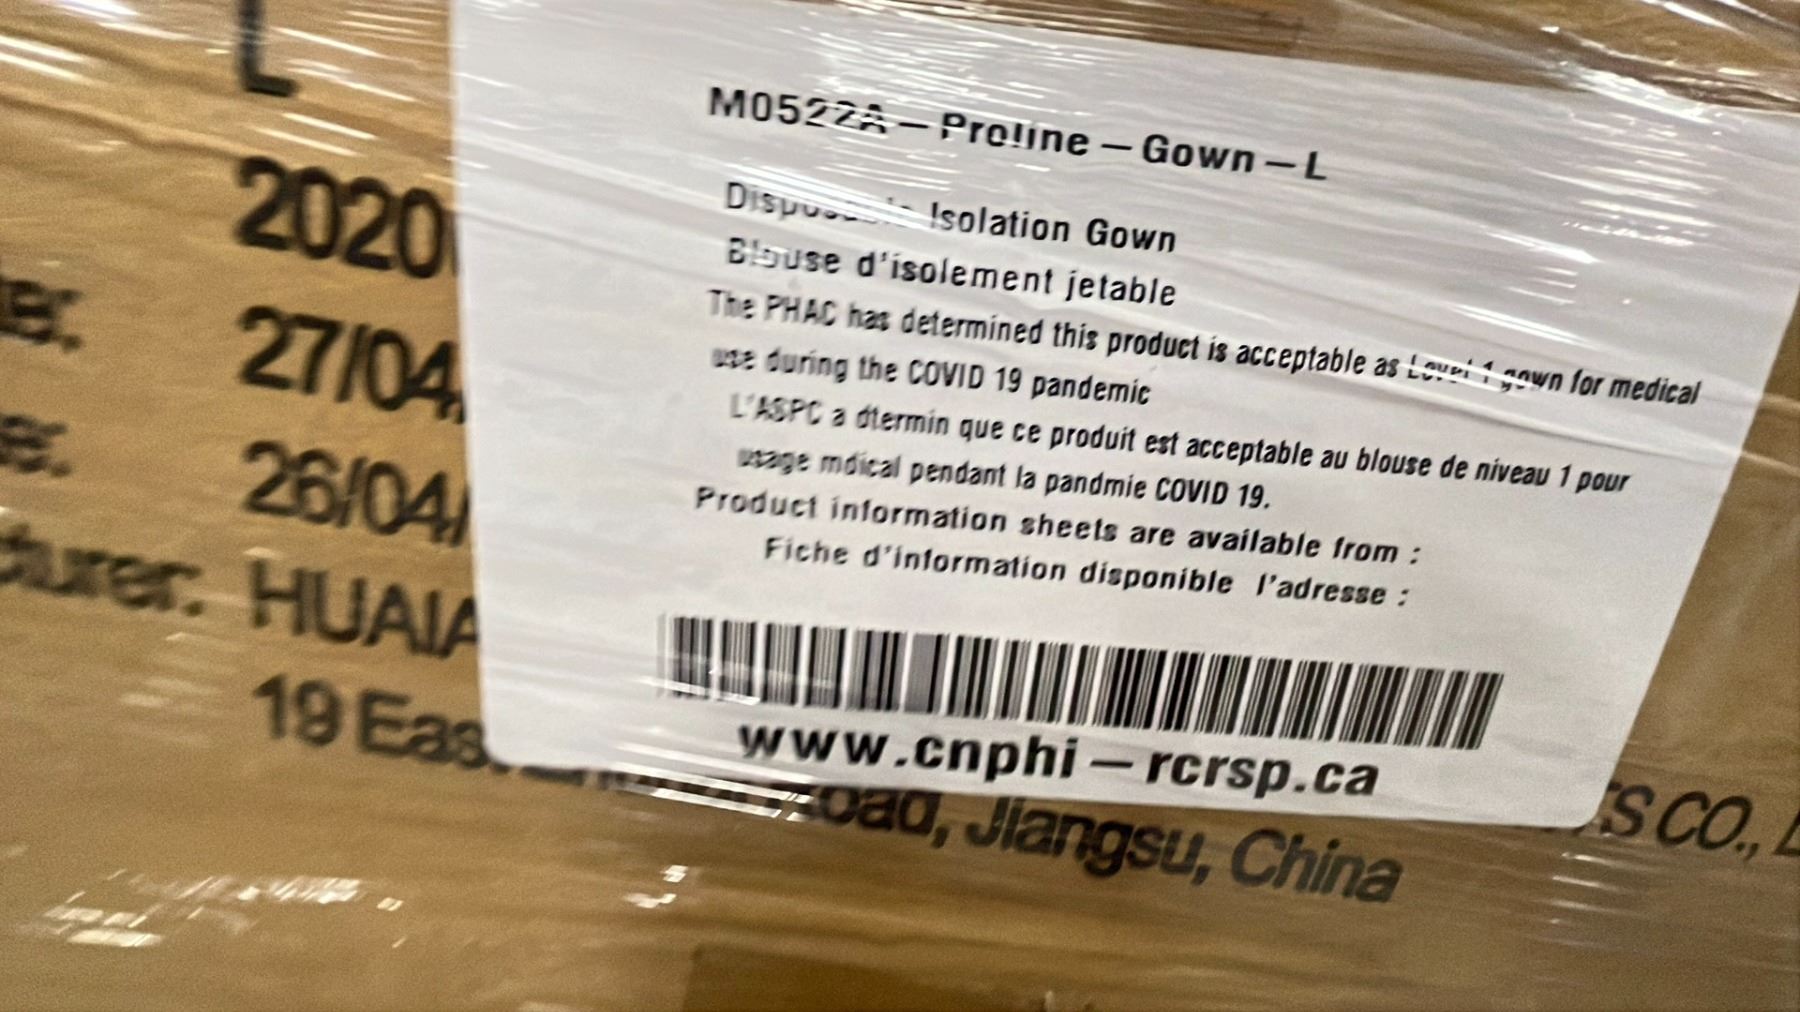 L
2020
27/04/
26/04/
HUAIA
19 Eas
oad, Jiangsu, China
S CO.,
M0522A – Proline – Gown – L
Disposable Isolation Gown
Blouse d'isolement jetable
The PHAC has determined this product is acceptable as Level 1 gown for medical
use during the COVID 19 pandemic
L'ASPC a dtermin que ce produit est acceptable au blouse de niveau 1 pour
usage mdical pendant la pandmie COVID 19.
Product information sheets are available from :
Fiche d'information disponible l'adresse :
www.cnphi – rcrsp.ca